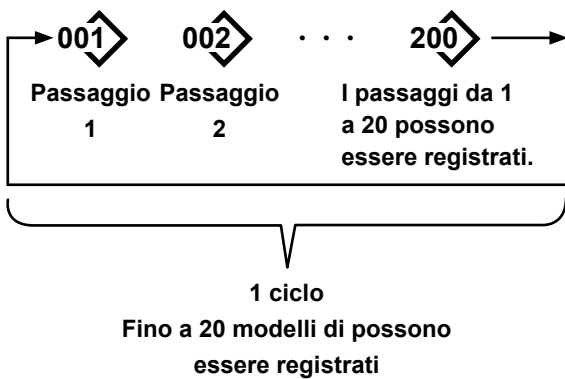 001 002 · · · 200
Passaggio Passaggio I passaggi da 1
1 2 a 20 possono
essere registrati.
1 ciclo
Fino a 20 modelli di possono
essere registrati